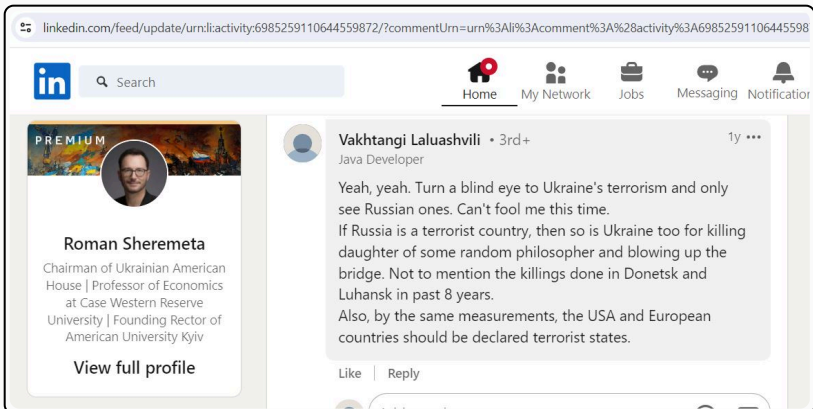 linkedin.com/feed/update/urn:li:activity:6985259110644559872/?commentUrn=urn%3Ali%3Acomment%3A%28activity%3A69852591106445598
in
Search
Home
My Network
Jobs
Messaging
Notification
PREMIUM
Roman Sheremeta
Chairman of Ukrainian American
House | Professor of Economics
at Case Western Reserve
University | Founding Rector of
American University Kyiv
View full profile
Vakhtangi Laluashvili • 3rd+
1y •••
Java Developer
Yeah, yeah. Turn a blind eye to Ukraine's terrorism and only
see Russian ones. Can't fool me this time.
If Russia is a terrorist country, then so is Ukraine too for killing
daughter of some random philosopher and blowing up the
bridge. Not to mention the killings done in Donetsk and
Luhansk in past 8 years.
Also, by the same measurements, the USA and European
countries should be declared terrorist states.
Like | Reply